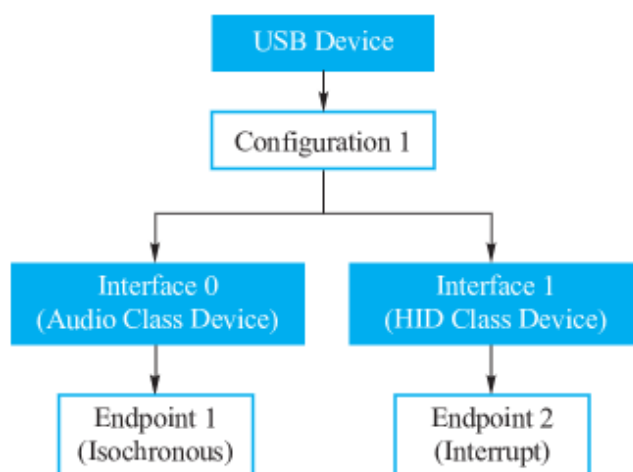 USB Device
Configuration 1
Interface 0
(Audio Class Device)
Interface 1
(HID Class Device)
Endpoint 1
(Isochronous)
Endpoint 2
(Interrupt)